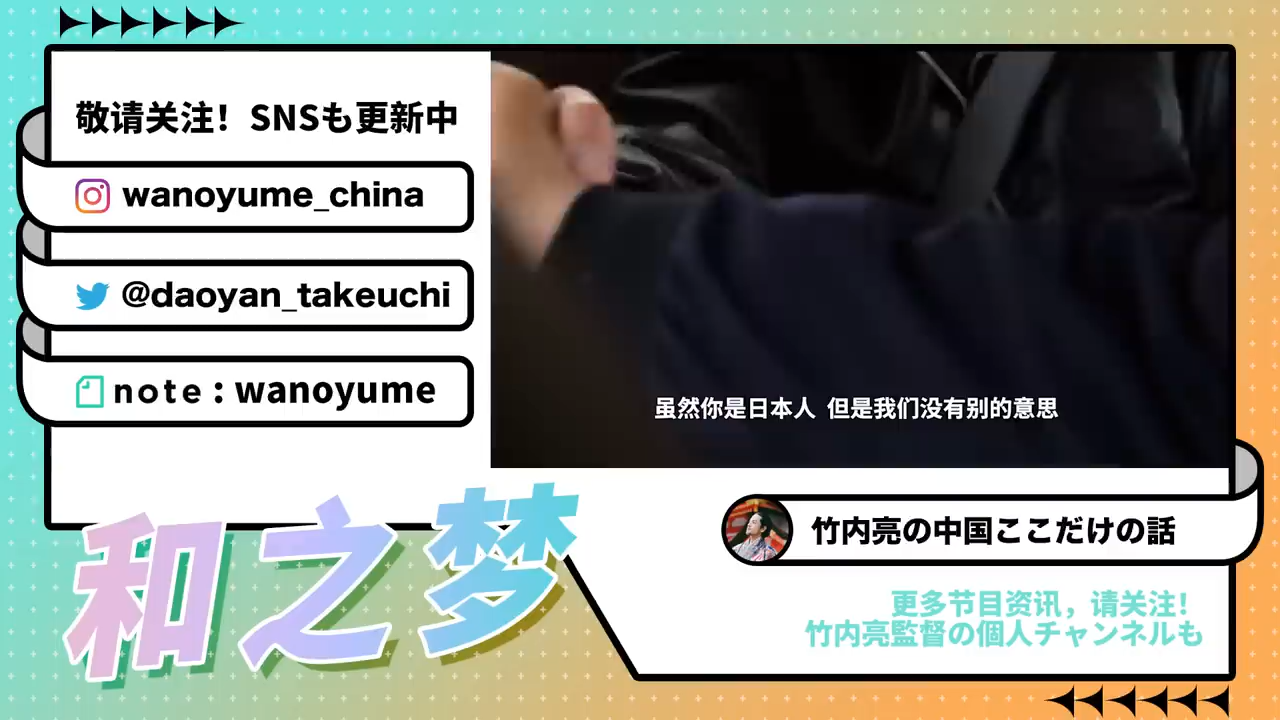 敬请关注！SNSも更新中
wanoyume_china
@daoyan_takeuchi
note：wanoyume
虽然你是日本人 但是我们没有别的意思
和之梦
竹内亮の中国ここだけの話
更多节目资讯，请关注！
竹内亮監督の個人チャンネルも